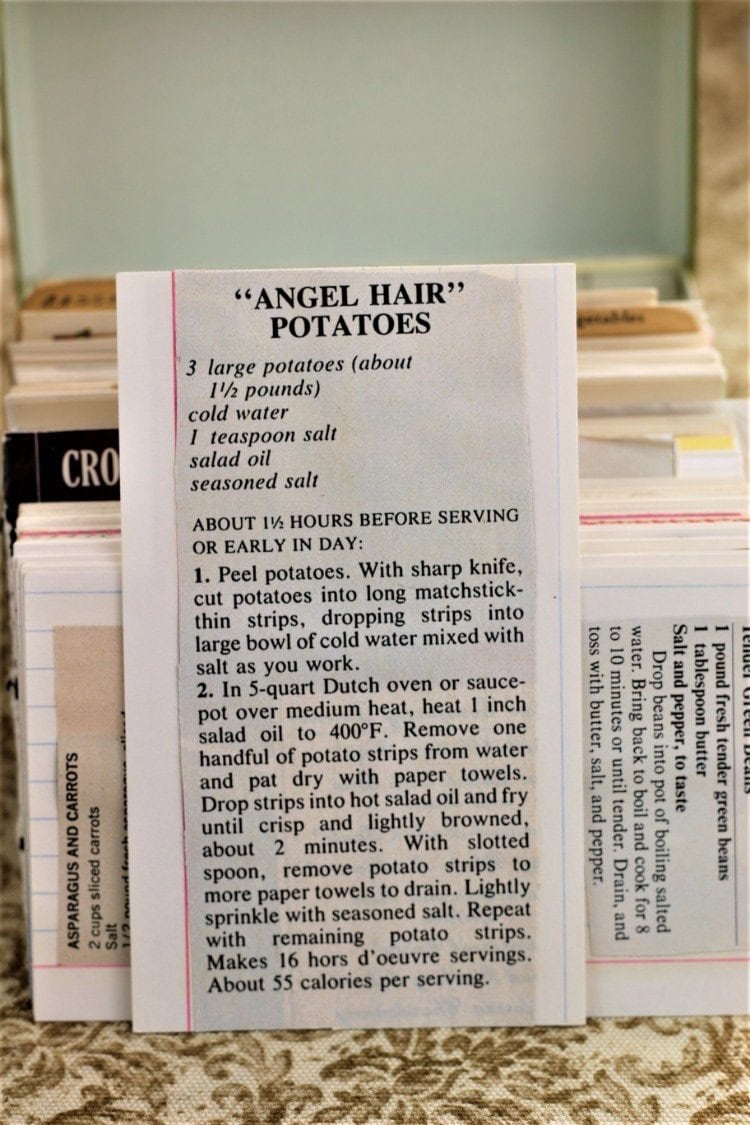 “ANGEL HAIR”
POTATOES
3 large potatoes (about
1½ pounds)
cold water
1 teaspoon salt
salad oil
seasoned salt
ABOUT 1½ HOURS BEFORE SERVING
OR EARLY IN DAY:
1. Peel potatoes. With sharp knife,
cut potatoes into long matchstick-
thin strips, dropping strips into
large bowl of cold water mixed with
salt as you work.
2. In 5-quart Dutch oven or sauce-
pot over medium heat, heat 1 inch
salad oil to 400°F. Remove one
handful of potato strips from water
and pat dry with paper towels.
Drop strips into hot salad oil and fry
until crisp and lightly browned,
about 2 minutes. With slotted
spoon, remove potato strips to
more paper towels to drain. Lightly
sprinkle with seasoned salt. Repeat
with remaining potato strips.
Makes 16 hors d’oeuvre servings.
About 55 calories per serving.
CRO
ASPARAGUS AND CARROTS
2 cups sliced carrots
Salt
1/2 pound fresh asparagus, sliced
Tender Green Beans
1 pound fresh tender green beans
1 tablespoon butter
Salt and pepper, to taste
Drop beans into pot of boiling salted
water. Bring back to boil and cook for 8
to 10 minutes or until tender. Drain, and
toss with butter, salt, and pepper.